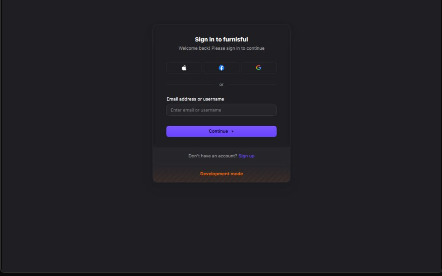 Sign in to furnisful
Welcome back! Please sign in to continue
or
Email address or username
Enter email or username
Continue
Don't have an account? Sign up
Development mode